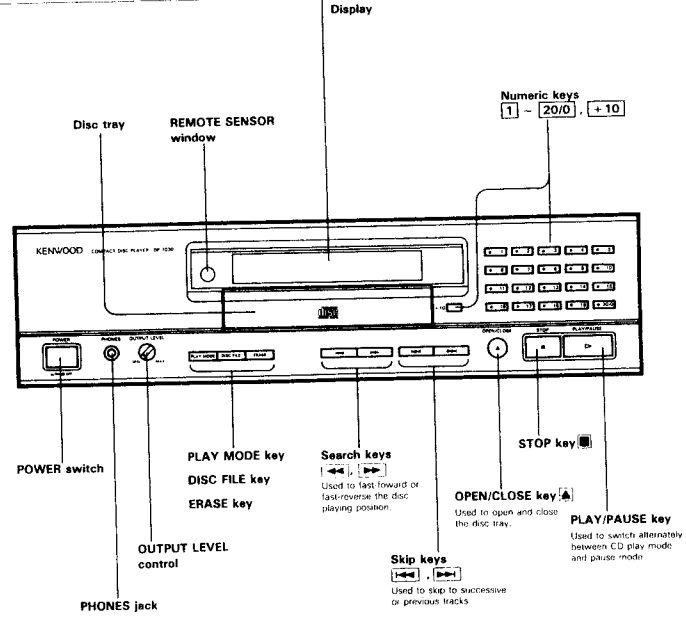 Display
Numeric keys
1 ~ 20/0 , +10
Disc tray
REMOTE SENSOR
window
KENWOOD COMPACT DISC PLAYER
+10
POWER
PHONES
OUTPUT LEVEL
PLAY MODE
DISC FILE
ERASE
OPEN/CLOSE
STOP
PLAY/PAUSE
STOP key ■
POWER switch
PLAY MODE key
DISC FILE key
ERASE key
Search keys
◀◀ , ▶▶
Used to fast-foward or
fast-reverse the disc
playing position.
OPEN/CLOSE key ▲
Used to open and close
the disc tray.
PLAY/PAUSE key
Used to switch alternately
between CD play mode
and pause mode
OUTPUT LEVEL
control
Skip keys
|◀◀ , ▶▶|
Used to skip to successive
or previous tracks
PHONES jack